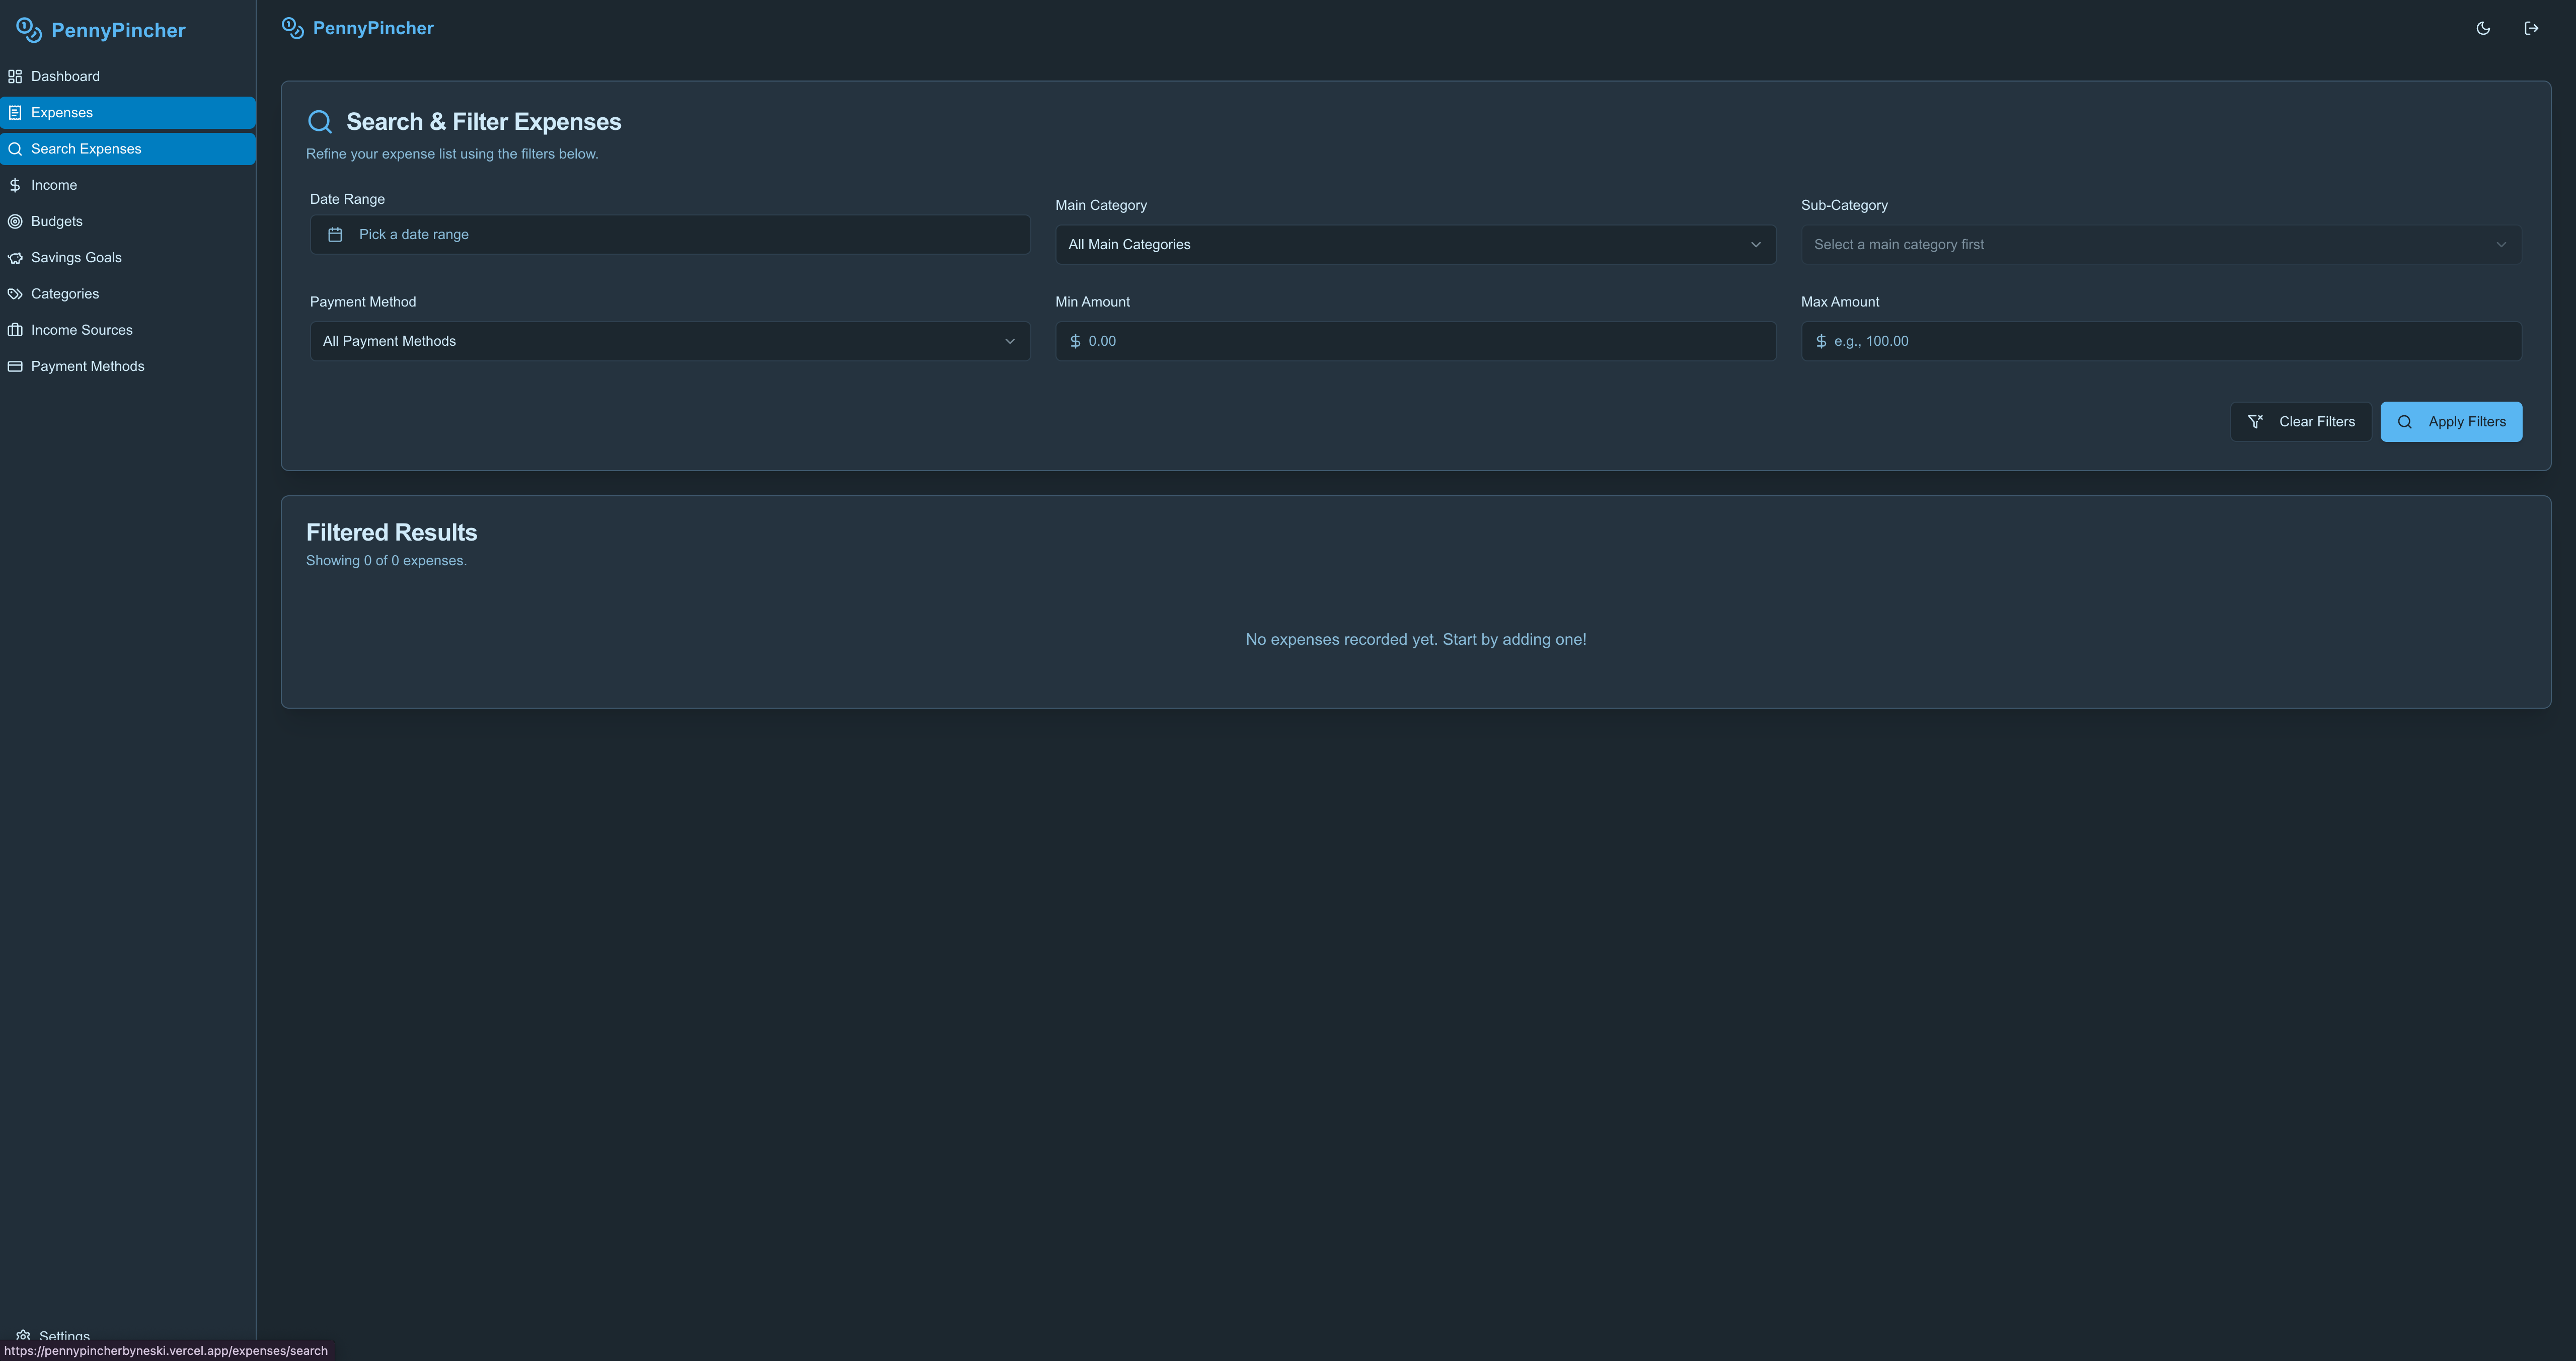 PennyPincher
Dashboard
Expenses
Search Expenses
Income
Budgets
Savings Goals
Categories
Income Sources
Payment Methods
Settings
https://pennypincherbyneski.vercel.app/expenses/search
PennyPincher
Search & Filter Expenses
Refine your expense list using the filters below.
Date Range
Pick a date range
Main Category
All Main Categories
Sub-Category
Select a main category first
Payment Method
All Payment Methods
Min Amount
$ 0.00
Max Amount
$ e.g., 100.00
Clear Filters
Apply Filters
Filtered Results
Showing 0 of 0 expenses.
No expenses recorded yet. Start by adding one!